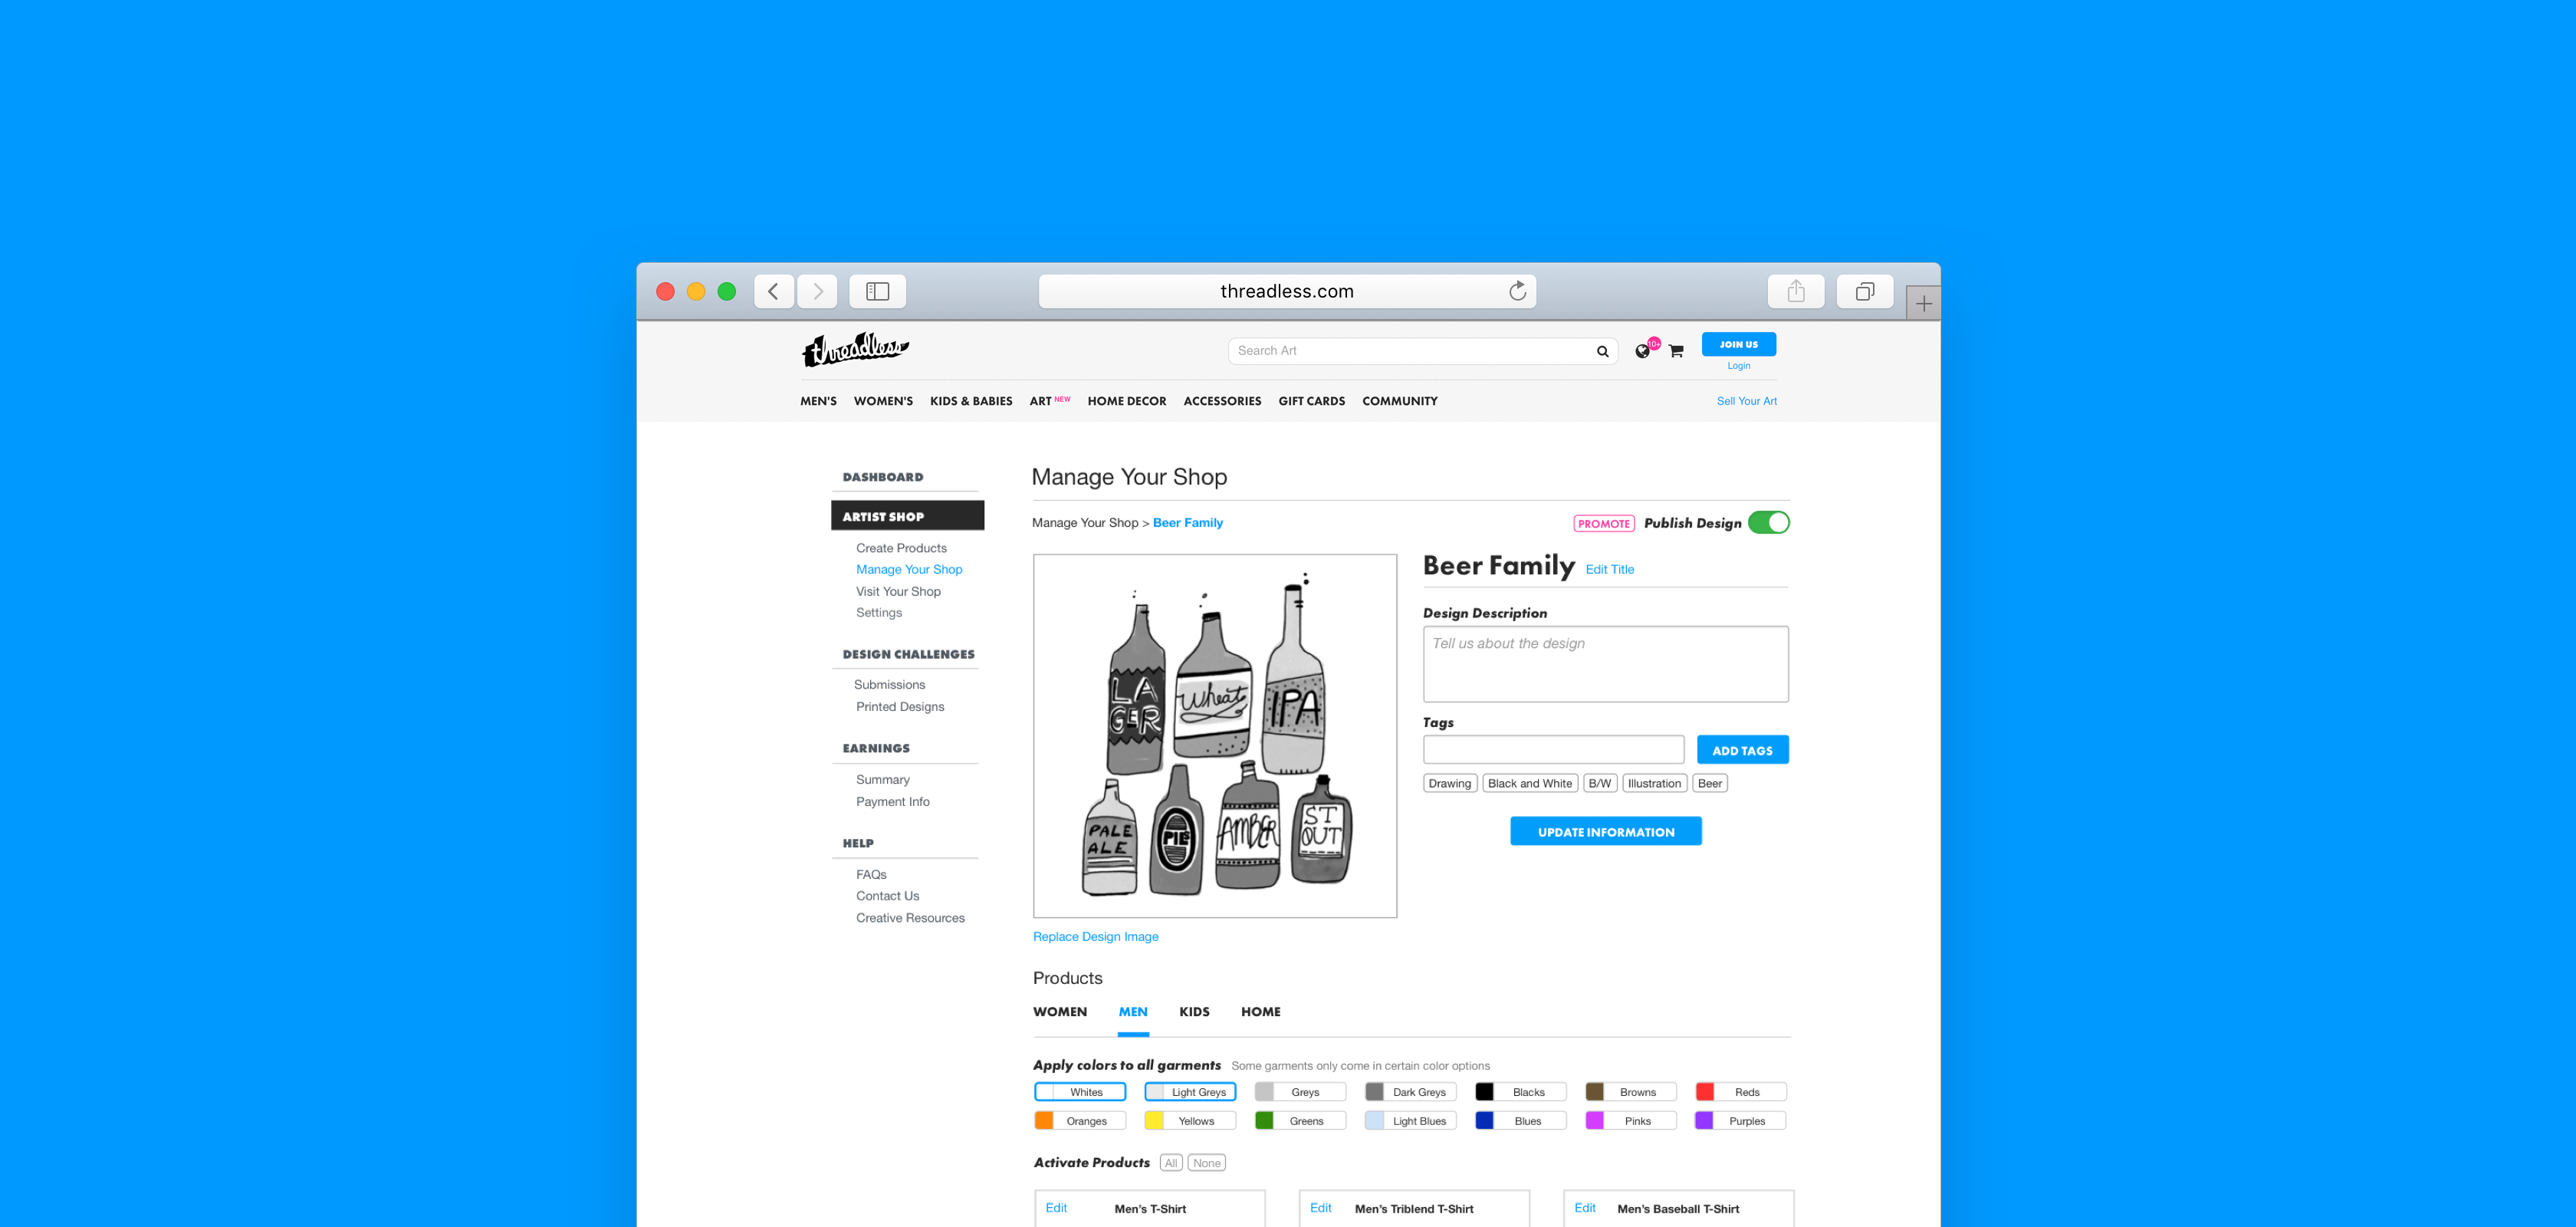 threadless.com
threadless
Search Art
10+
JOIN US
Login
MEN'S WOMEN'S KIDS & BABIES ART NEW HOME DECOR ACCESSORIES GIFT CARDS COMMUNITY
Sell Your Art
DASHBOARD
ARTIST SHOP
Create Products
Manage Your Shop
Visit Your Shop
Settings
DESIGN CHALLENGES
Submissions
Printed Designs
EARNINGS
Summary
Payment Info
HELP
FAQs
Contact Us
Creative Resources
Manage Your Shop
Manage Your Shop > Beer Family
PROMOTE Publish Design
LA
GER
Wheat
IPA
PALE
ALE
PILS
AMBER
ST
OUT
Replace Design Image
Beer Family Edit Title
Design Description
Tell us about the design
Tags
ADD TAGS
Drawing Black and White B/W Illustration Beer
UPDATE INFORMATION
Products
WOMEN MEN KIDS HOME
Apply colors to all garments Some garments only come in certain color options
Whites Light Greys Greys Dark Greys Blacks Browns Reds
Oranges Yellows Greens Light Blues Blues Pinks Purples
Activate Products All None
Edit Men's T-Shirt
Edit Men's Triblend T-Shirt
Edit Men's Baseball T-Shirt